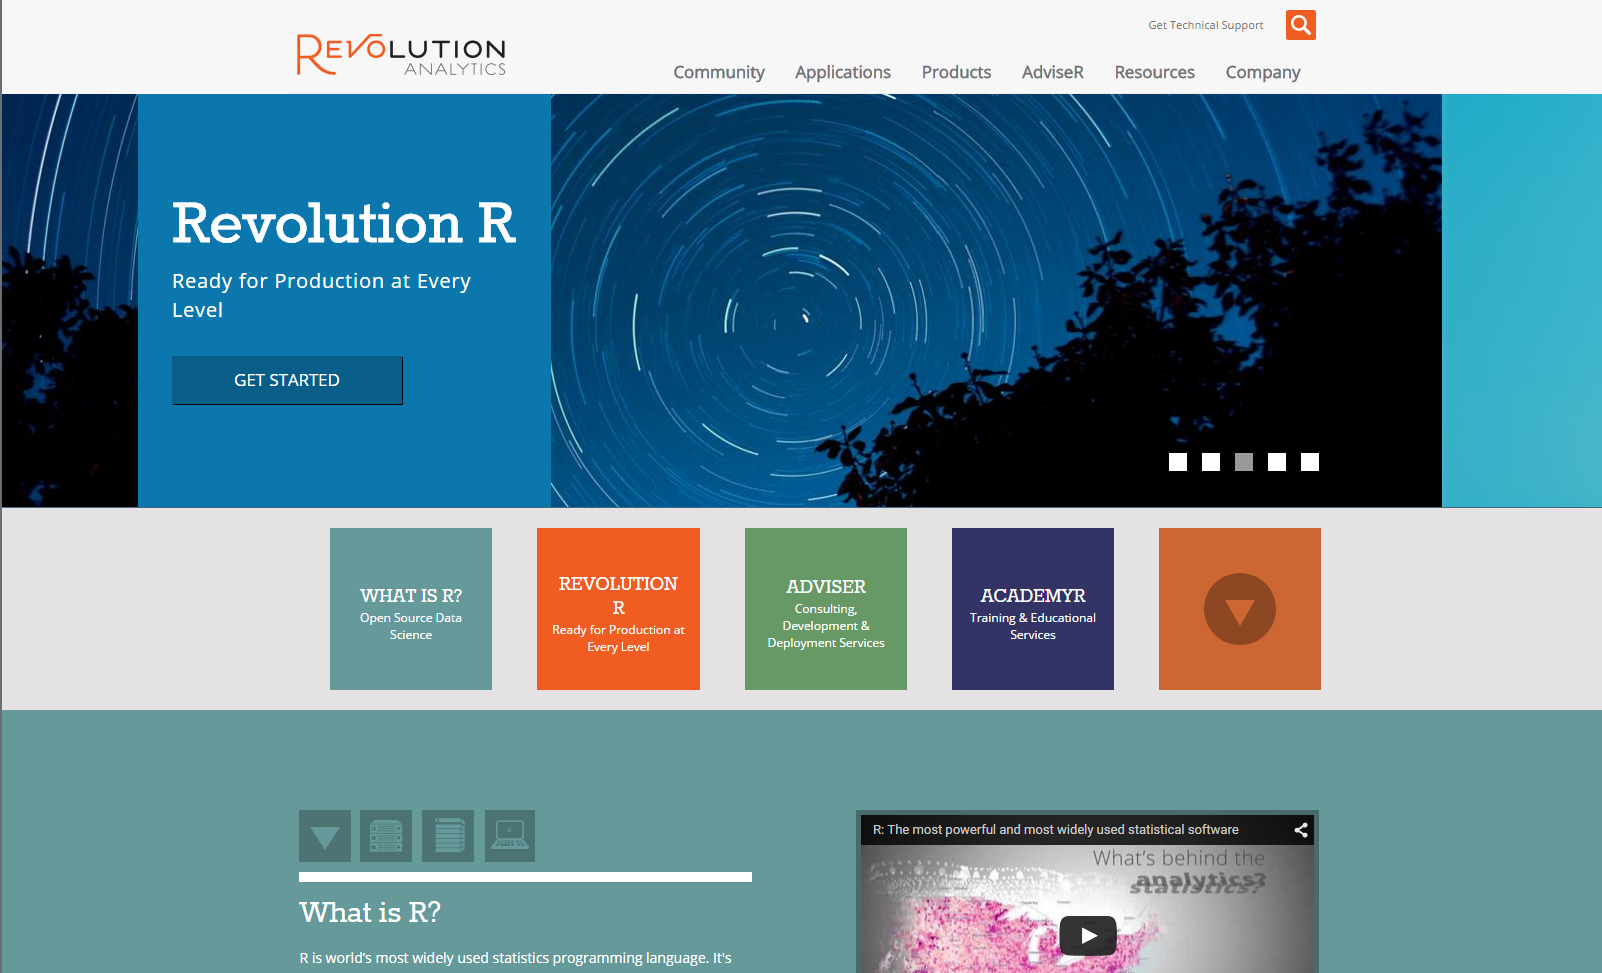 Get Technical Support
REVOLUTION
ANALYTICS
Community Applications Products AdviseR Resources Company
Revolution R
Ready for Production at Every
Level
GET STARTED
WHAT IS R?
Open Source Data
Science
REVOLUTION
R
Ready for Production at
Every Level
ADVISER
Consulting,
Development &
Deployment Services
ACADEMYR
Training & Educational
Services
What is R?
R is world's most widely used statistics programming language. It's
R: The most powerful and most widely used statistical software
What's behind the
analytics?
statistics?